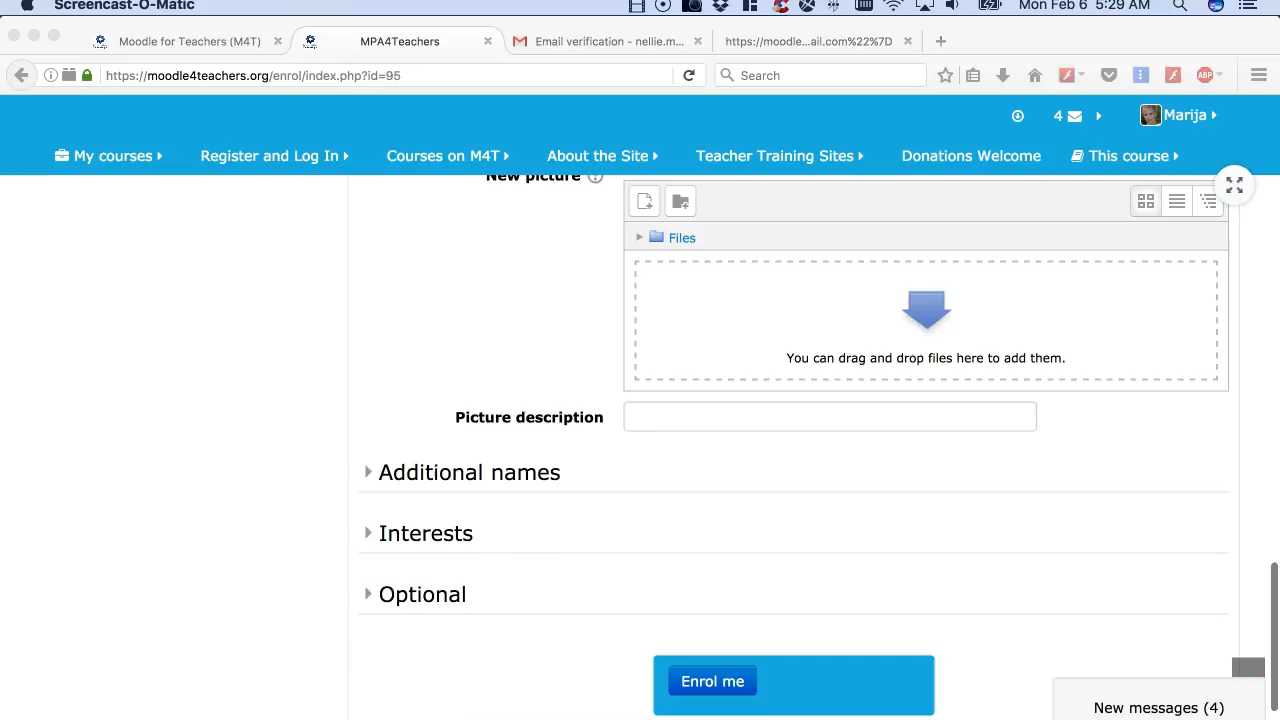 Screencast-O-Matic
Mon Feb 6 5:29 AM
Moodle for Teachers (M4T)
MPA4Teachers
Email verification - nellie.m...
https://moodle...ail.com%22%7D
https://moodle4teachers.org/enrol/index.php?id=95
Search
ABP
4
Marija
My courses
Register and Log In
Courses on M4T
About the Site
Teacher Training Sites
Donations Welcome
This course
New picture
Files
You can drag and drop files here to add them.
Picture description
Additional names
Interests
Optional
Enrol me
New messages (4)